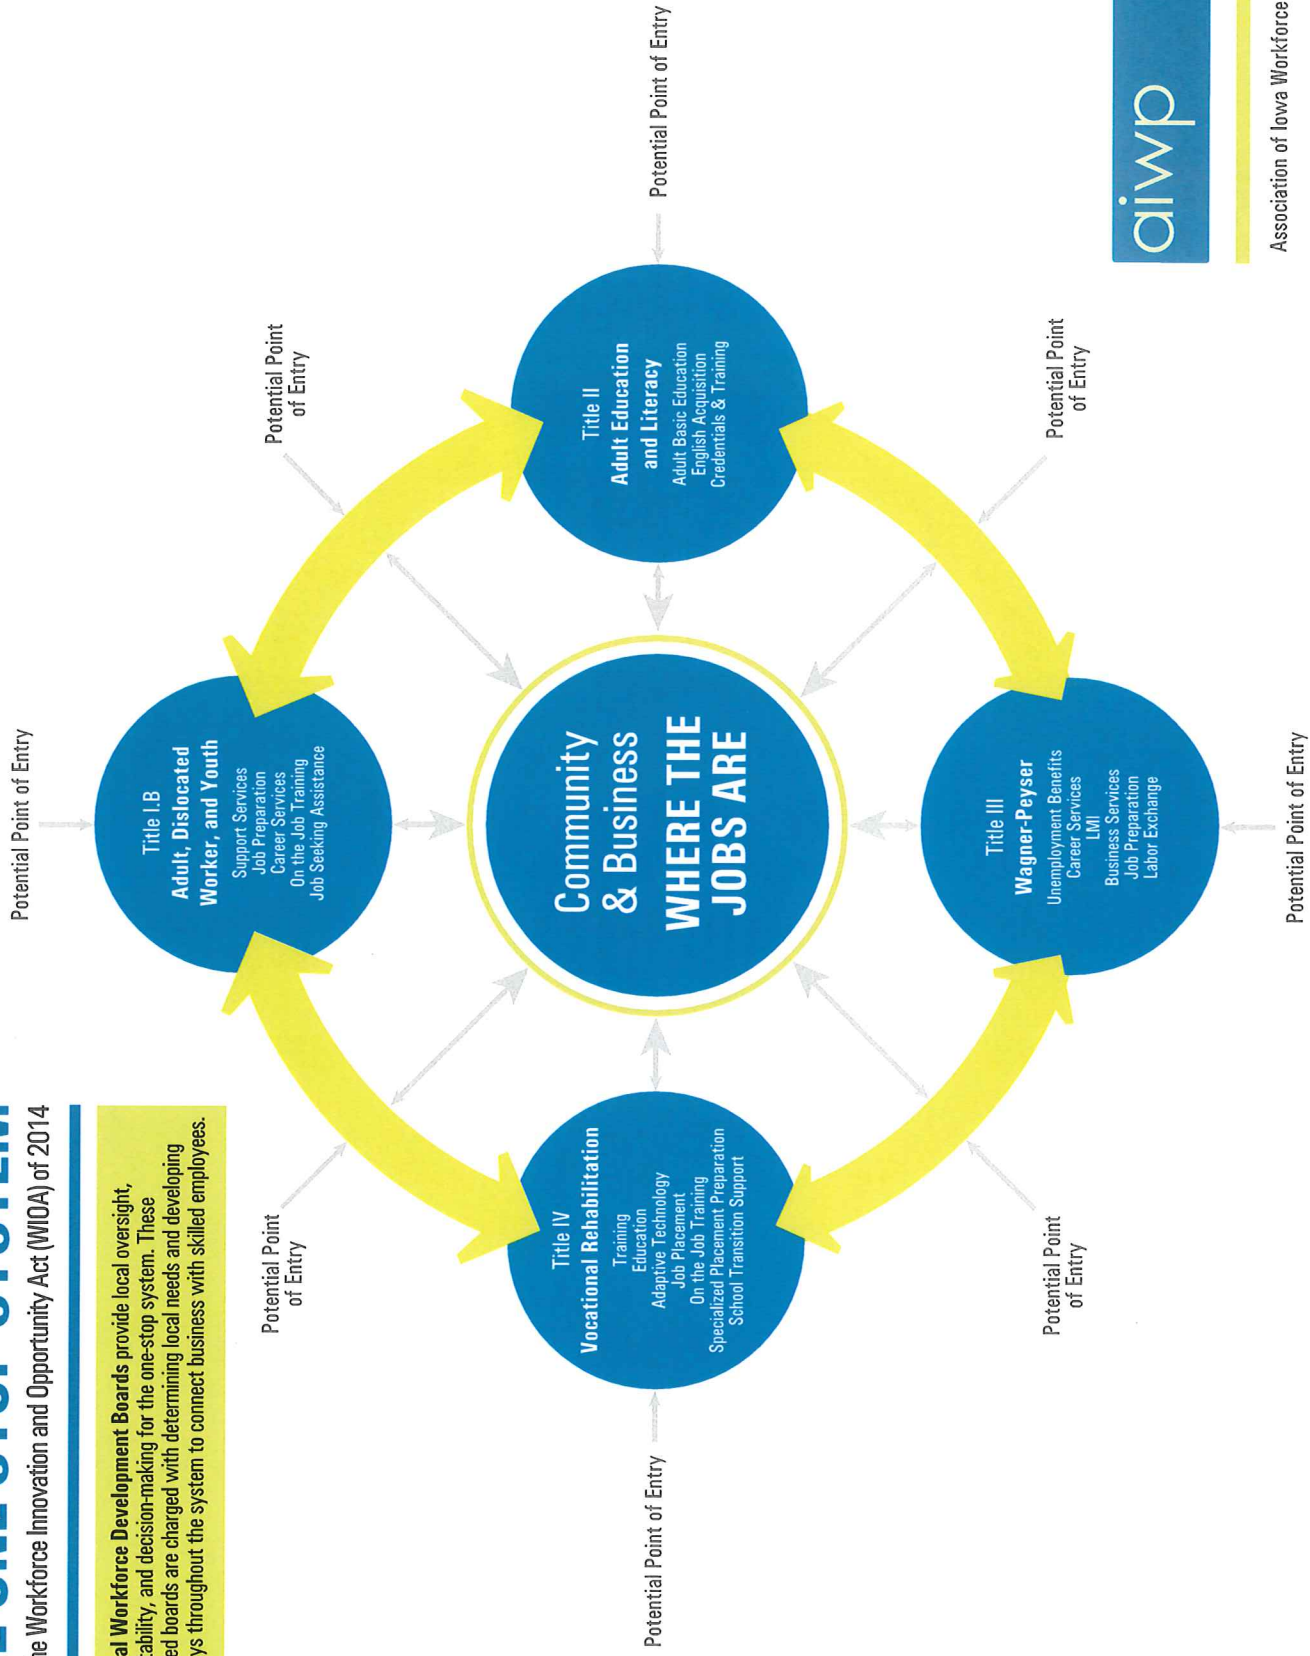 ONE-STOP SYSTEM
he Workforce Innovation and Opportunity Act (WIOA) of 2014
al Workforce Development Boards provide local oversight,
tability, and decision-making for the one-stop system. These
ed boards are charged with determining local needs and developing
ys throughout the system to connect business with skilled employees.
Potential Point of Entry
Title I.B
Adult, Dislocated
Worker, and Youth
Support Services
Job Preparation
Career Services
On the Job Training
Job Seeking Assistance
Potential Point
of Entry
Potential Point
of Entry
Potential Point of Entry
Title IV
Vocational Rehabilitation
Training
Education
Adaptive Technology
Job Placement
On the Job Training
Specialized Placement Preparation
School Transition Support
Community
& Business
WHERE THE
JOBS ARE
Title II
Adult Education
and Literacy
Adult Basic Education
English Acquisition
Credentials & Training
Potential Point of Entry
Title III
Wagner-Peyser
Unemployment Benefits
Career Services
LMI
Business Services
Job Preparation
Labor Exchange
Potential Point
of Entry
Potential Point
of Entry
Potential Point of Entry
aiwp
Association of Iowa Workforce